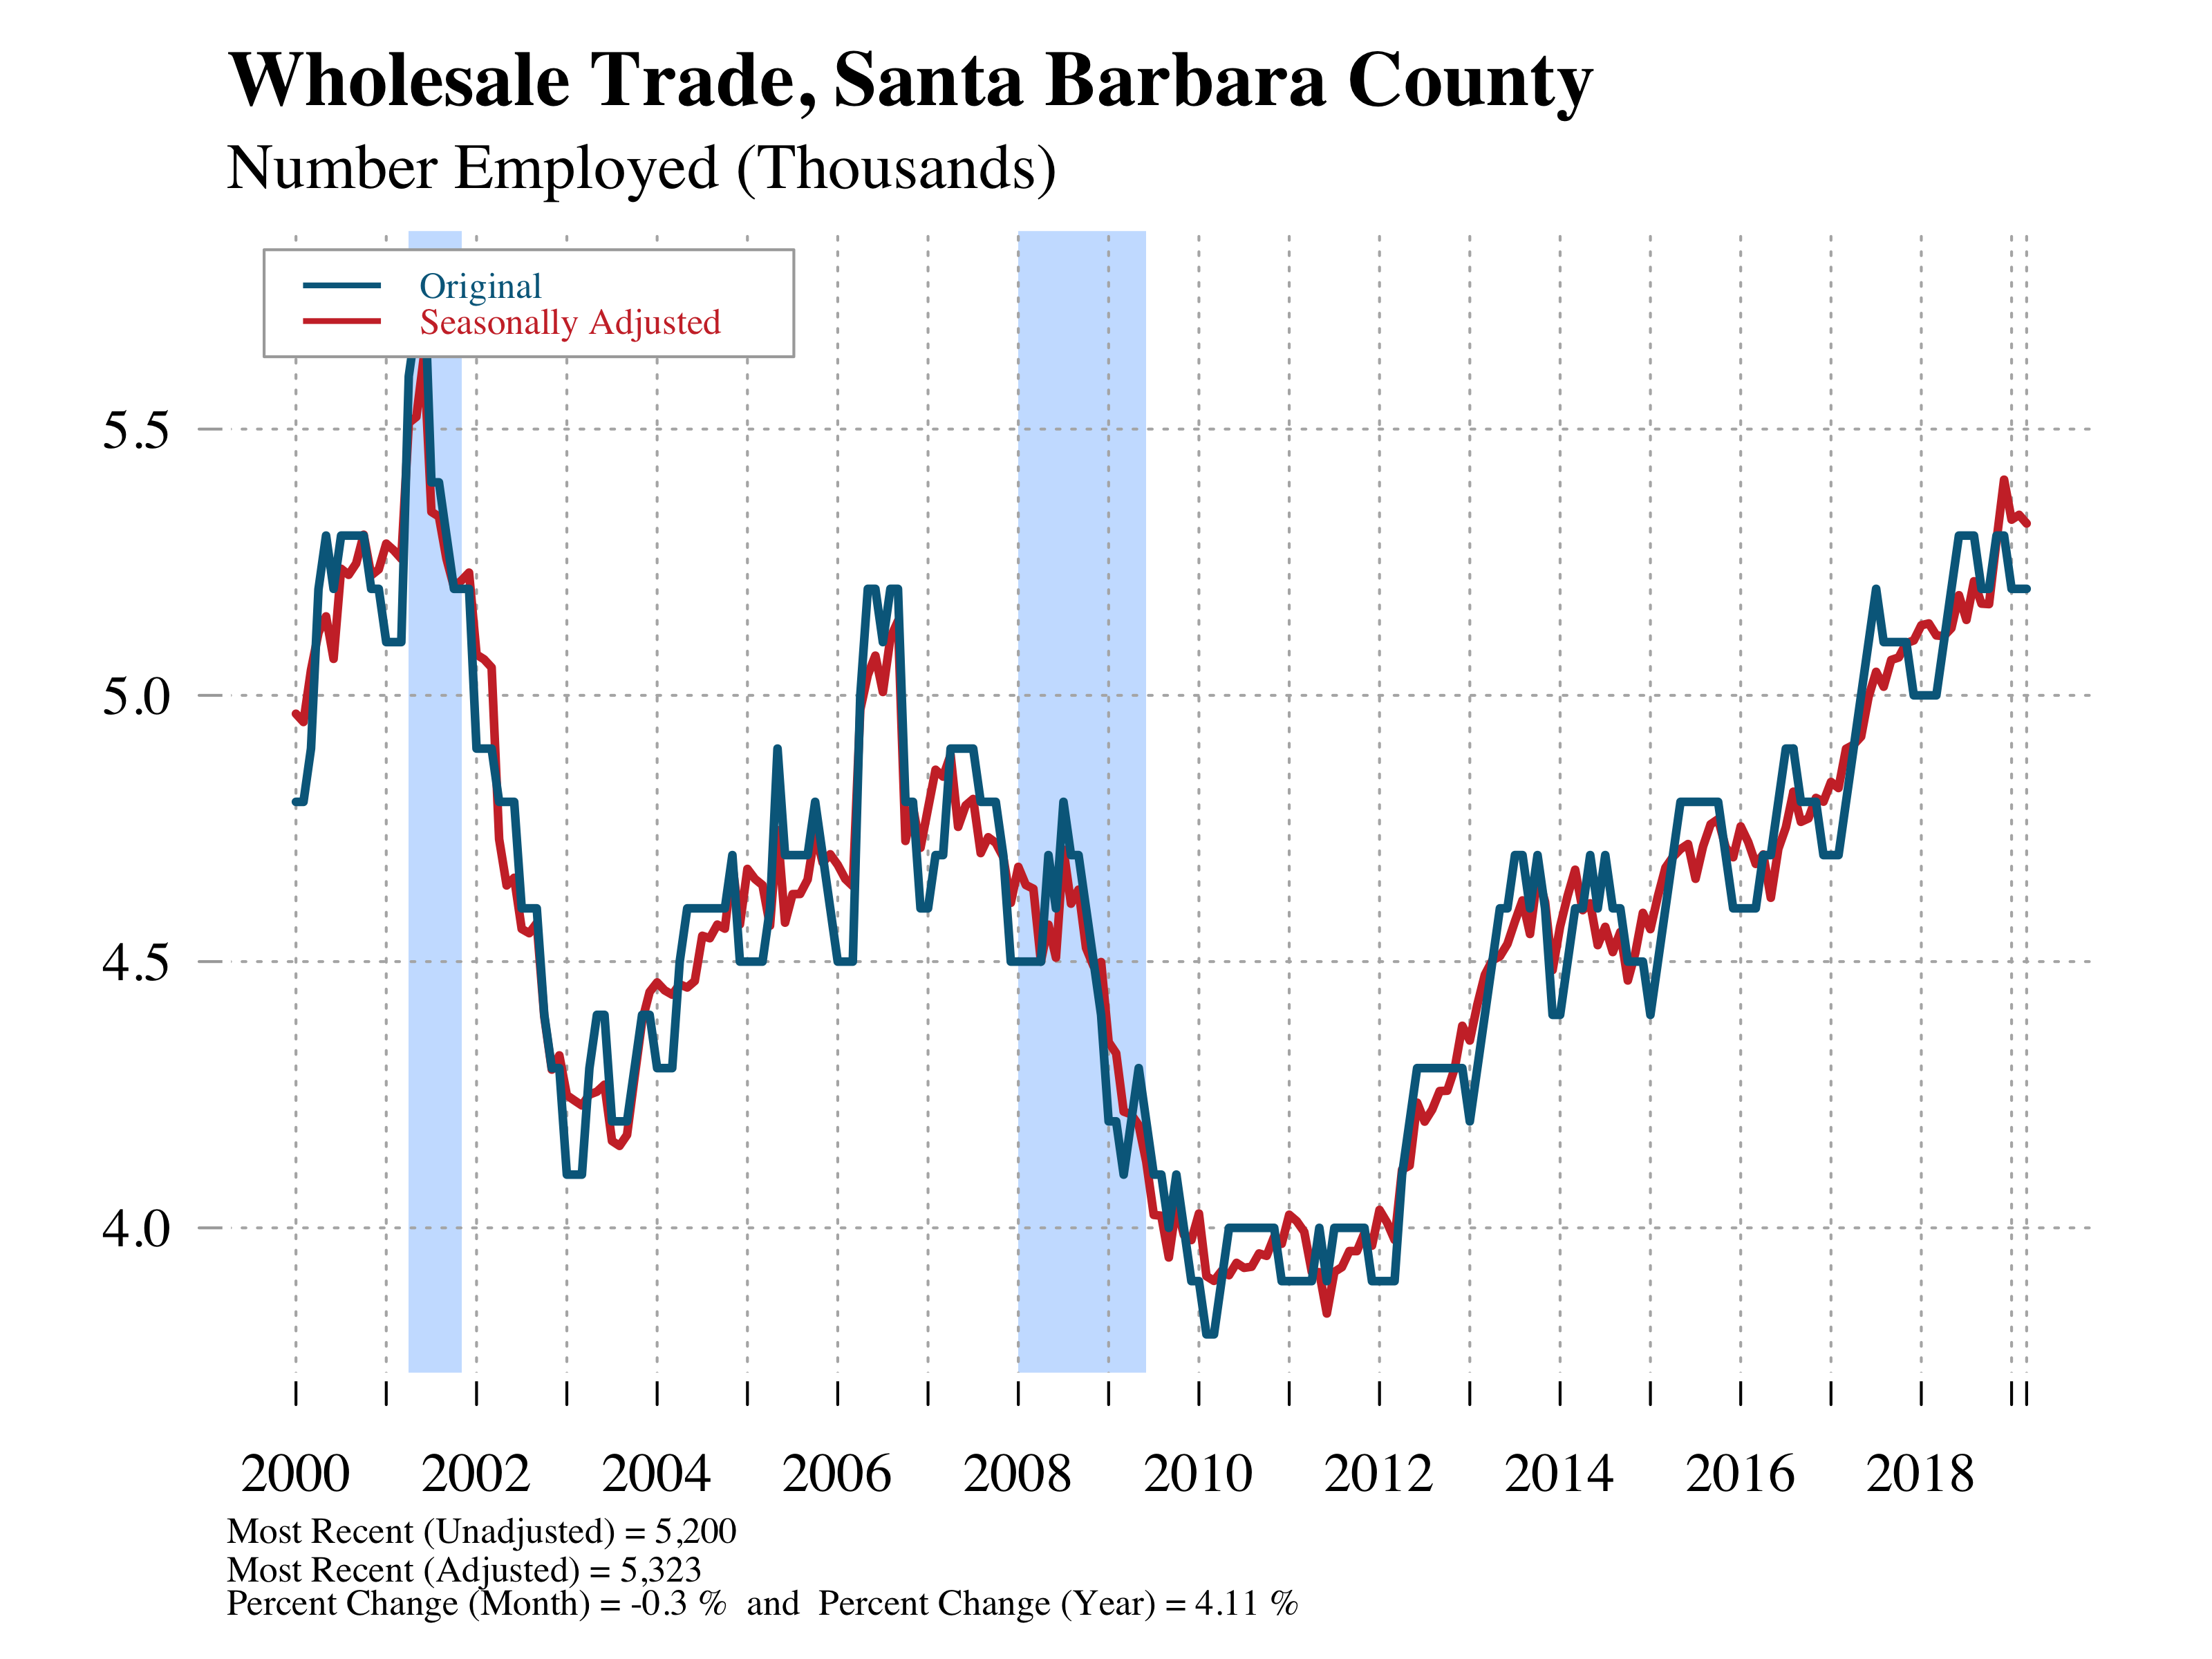 Wholesale Trade, Santa Barbara County
Number Employed (Thousands)
Original
Seasonally Adjusted
5.5
5.0
4.5
4.0
2000 2002 2004 2006 2008 2010 2012 2014 2016 2018
Most Recent (Unadjusted) = 5,200
Most Recent (Adjusted) = 5,323
Percent Change (Month) = -0.3 % and Percent Change (Year) = 4.11 %